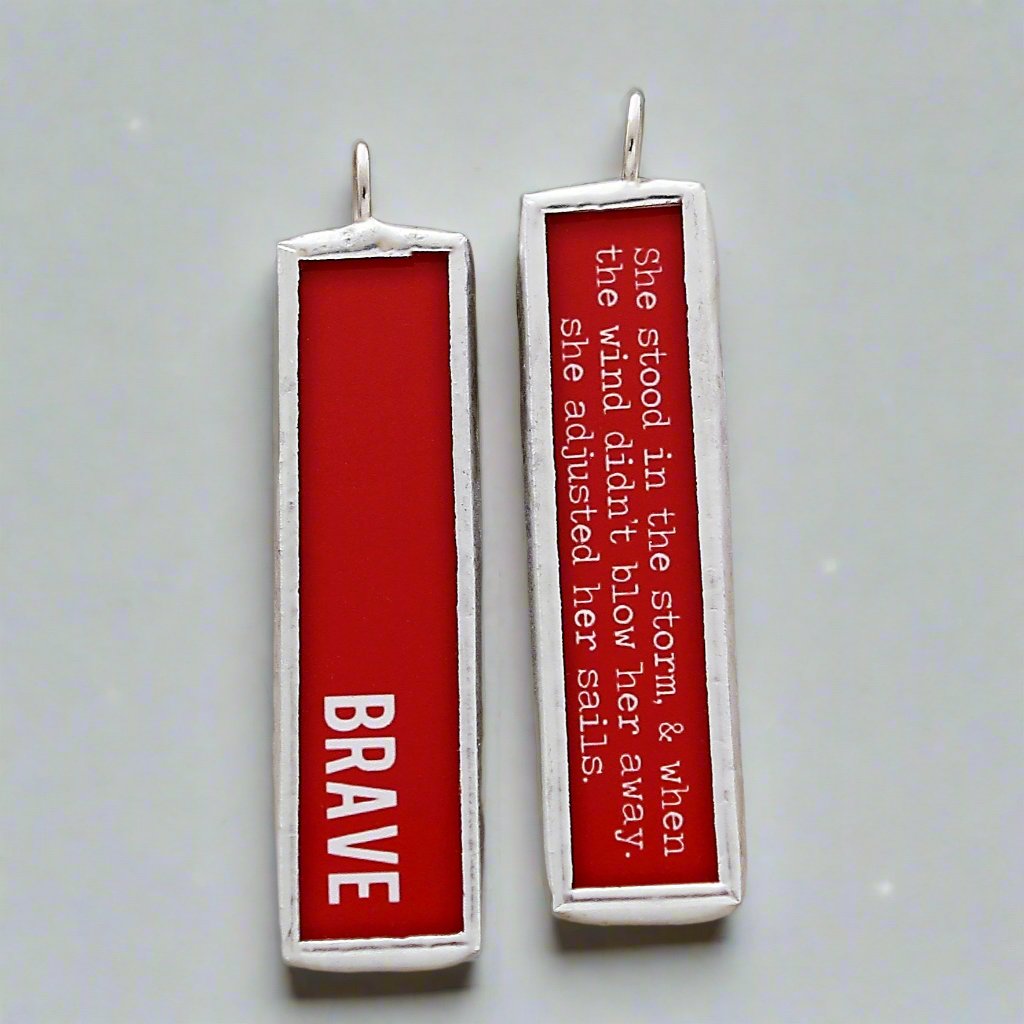 BRAVE
She stood in the storm, & when
the wind didn't blow her away.
she adjusted her sails.